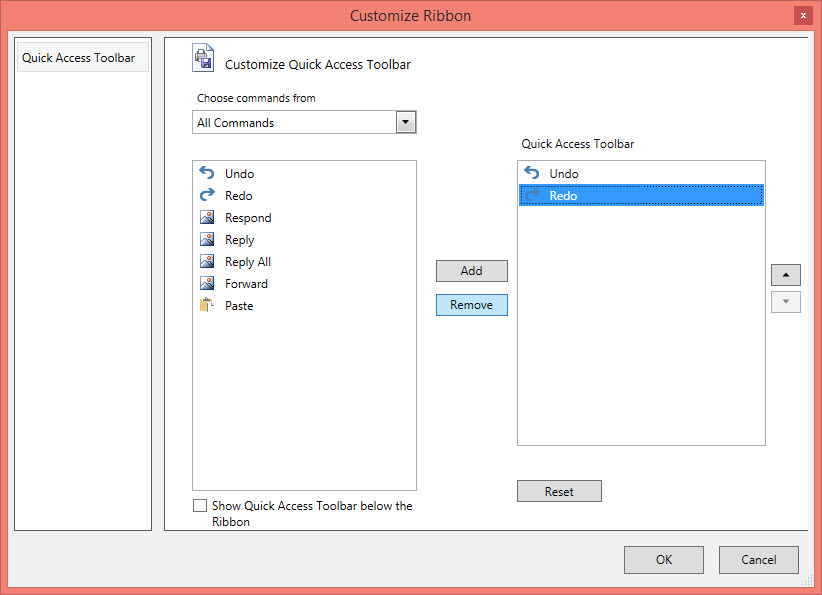 Customize Ribbon
x
Quick Access Toolbar
Customize Quick Access Toolbar
Choose commands from
All Commands
Undo
Redo
Respond
Reply
Reply All
Forward
Paste
Show Quick Access Toolbar below the
Ribbon
Add
Remove
Quick Access Toolbar
Undo
Redo
Reset
OK
Cancel